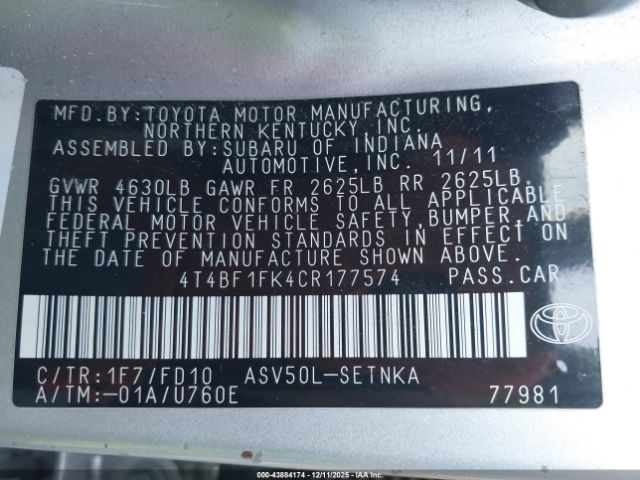 MFD.BY:TOYOTA MOTOR MANUFACTURING,
NORTHERN KENTUCKY,INC.
ASSEMBLED BY:SUBARU OF INDIANA
AUTOMOTIVE,INC. 11/11
GVWR 4630LB GAWR FR 2625LB RR 2625LB
THIS VEHICLE CONFORMS TO ALL APPLICABLE
FEDERAL MOTOR VEHICLE SAFETY,BUMPER,AND
THEFT PREVENTION STANDARDS IN EFFECT ON
THE DATE OF MANUFACTURE SHOWN ABOVE.
4T4BF1FK4CR177574 PASS.CAR
C/TR:1F7/FD10 ASV50L-SETNKA
A/TM:-01A/U760E 77981
00-43884174 - 12/11/2025 - IAAI.com